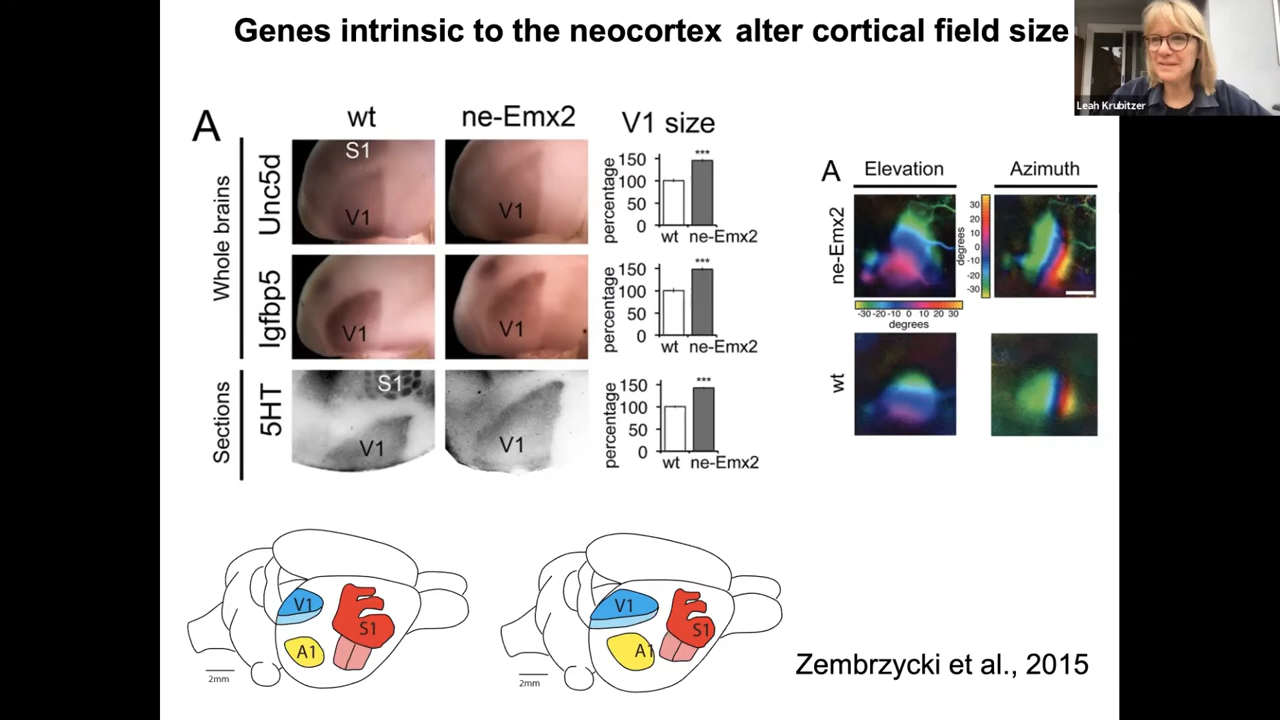 Genes intrinsic to the neocortex alter cortical field size
Leah Krubitzer
A
wt
ne-Emx2
V1 size
Whole brains
Unc5d
S1
V1
V1
percentage
150
100
50
0
***
wt ne-Emx2
Igfbp5
V1
V1
percentage
150
100
50
0
***
wt ne-Emx2
Sections
5HT
S1
V1
V1
percentage
150
100
50
0
***
wt ne-Emx2
A
Elevation
Azimuth
ne-Emx2
30
20
10
0
-10
-20
-30
degrees
-30 -20 -10 0 10 20 30
degrees
wt
V1
S1
A1
2mm
V1
S1
A1
2mm
Zembrzycki et al., 2015